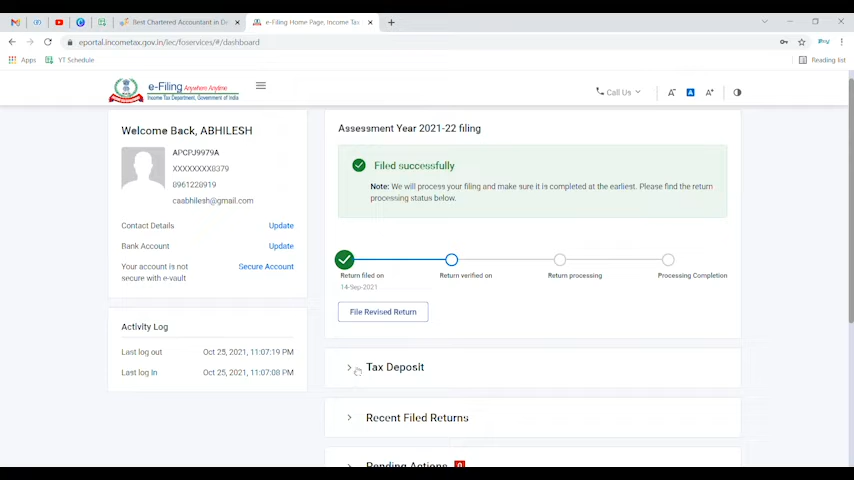 Best Chartered Accountant in De
e-Filing Home Page, Income Tax
eportal.incometax.gov.in/iec/foservices/#/dashboard
Apps
YT Schedule
Reading list
e-Filing Anywhere Anytime
Income Tax Department, Government of India
Call Us
A-
A
A+
Welcome Back, ABHILESH
APCPJ9979A
XXXXXXXX8379
8961228919
caabhilesh@gmail.com
Contact Details
Update
Bank Account
Update
Your account is not
secure with e-vault
Secure Account
Activity Log
Last log out
Oct 25, 2021, 11:07:19 PM
Last log In
Oct 25, 2021, 11:07:08 PM
Assessment Year 2021-22 filing
Filed successfully
Note: We will process your filing and make sure it is completed at the earliest. Please find the return
processing status below.
Return filed on
14-Sep-2021
Return verified on
Return processing
Processing Completion
File Revised Return
Tax Deposit
Recent Filed Returns
Pending Actions